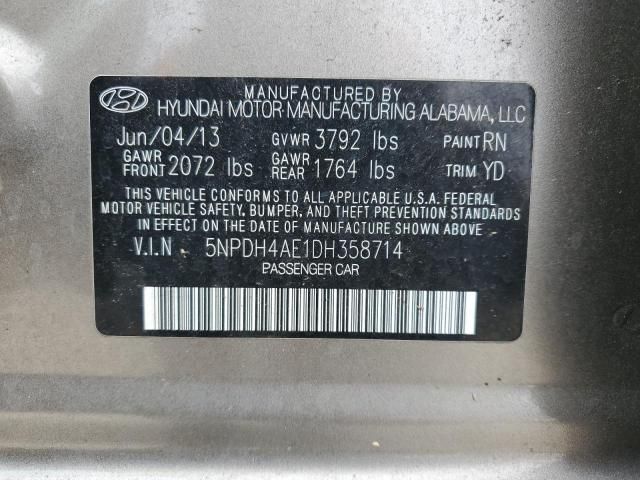 MANUFACTURED BY
HYUNDAI MOTOR MANUFACTURING ALABAMA, LLC
Jun/04/13 GVWR 3792 lbs PAINT RN
GAWR FRONT 2072 lbs GAWR REAR 1764 lbs TRIM YD
THIS VEHICLE CONFORMS TO ALL APPLICABLE U.S.A. FEDERAL
MOTOR VEHICLE SAFETY, BUMPER, AND THEFT PREVENTION STANDARDS
IN EFFECT ON THE DATE OF MANUFACTURE SHOWN ABOVE.
V.I.N 5NPDH4AE1DH358714
PASSENGER CAR